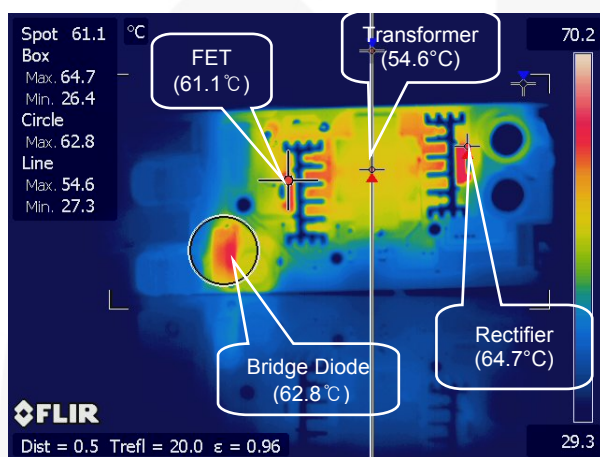 Spot 61.1 °C
Box
Max. 64.7
Min. 26.4
Circle
Max. 62.8
Line
Max. 54.6
Min. 27.3
FET
(61.1℃)
Transformer
(54.6°C)
70.2
Bridge Diode
(62.8℃)
Rectifier
(64.7°C)
FLIR
Dist = 0.5 Trefl = 20.0 ε = 0.96
29.3